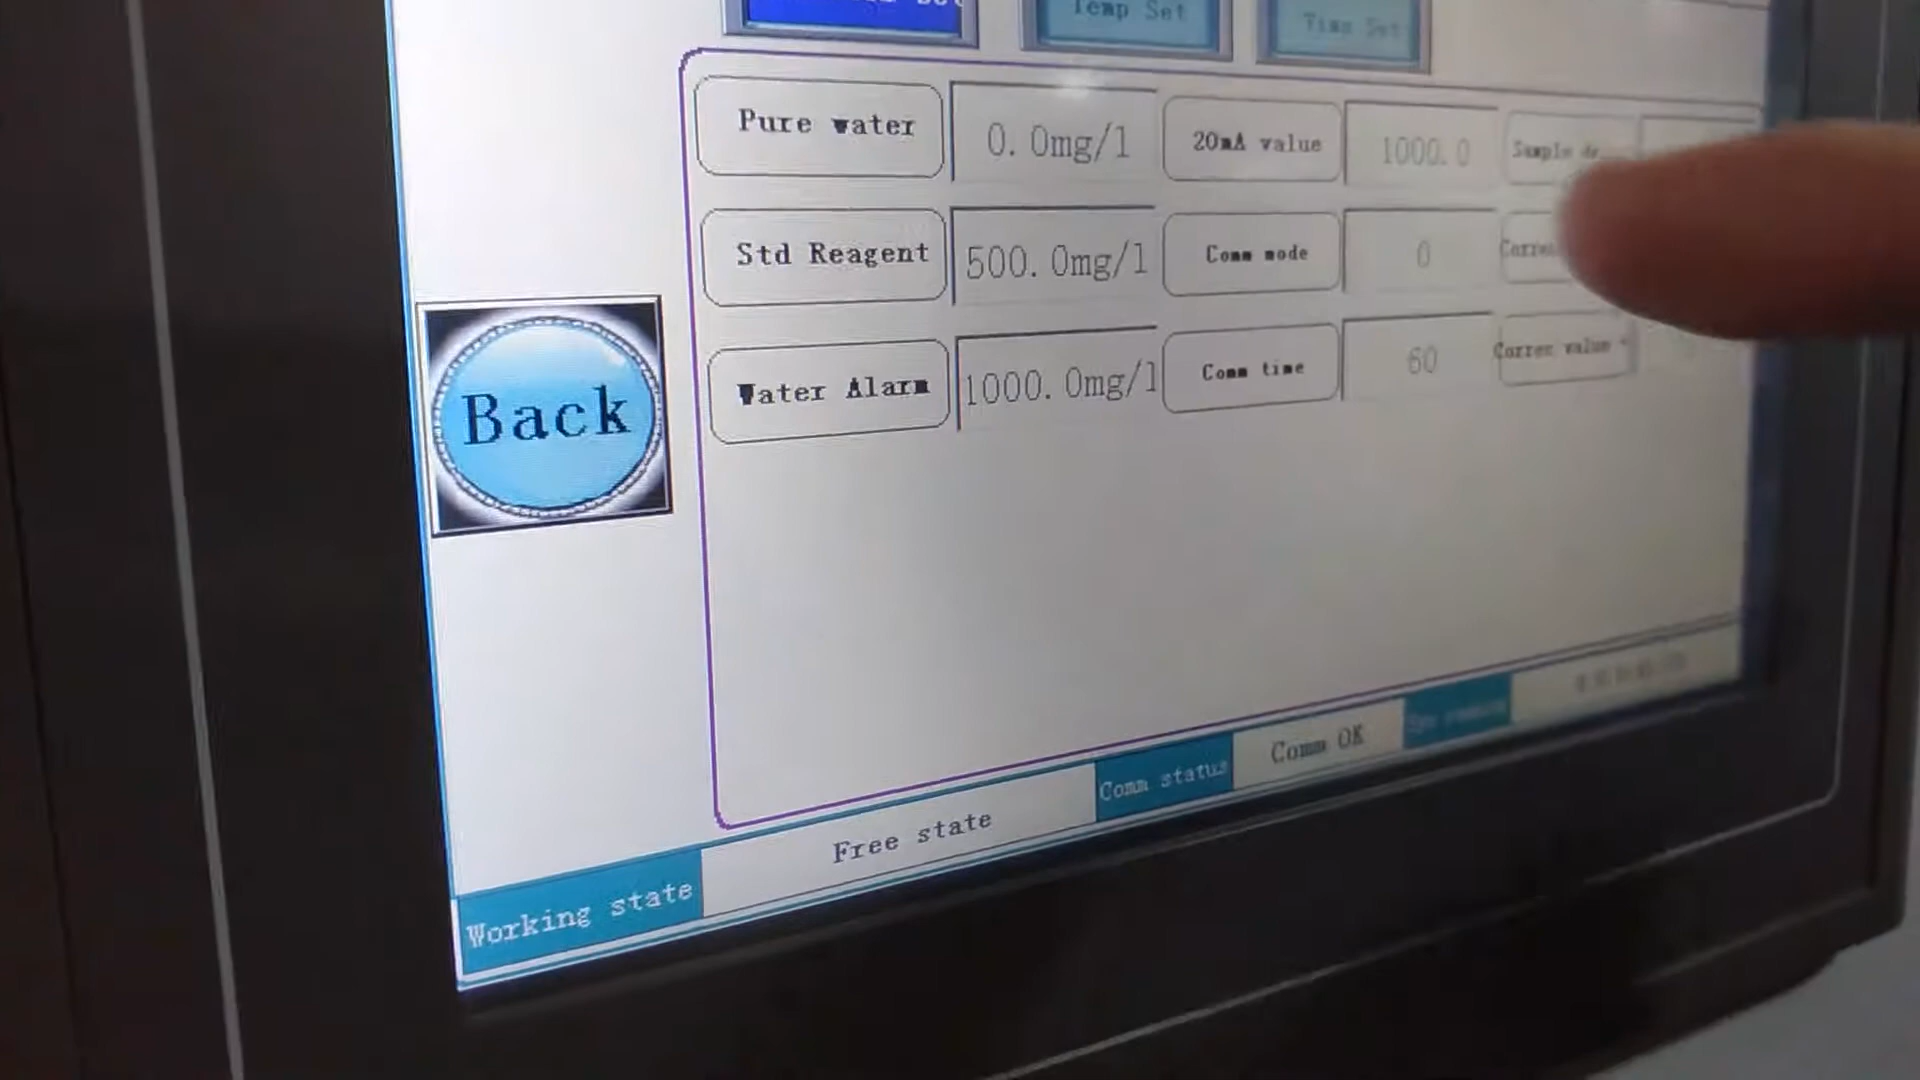 Temp Set
Time Set
Pure water
0.0mg/l
20mA value
1000.0
Sample
Std Reagent
500.0mg/l
Comm mode
0
Water Alarm
1000.0mg/l
Comm time
60
Correc value
Back
Working state
Free state
Comm status
Comm OK